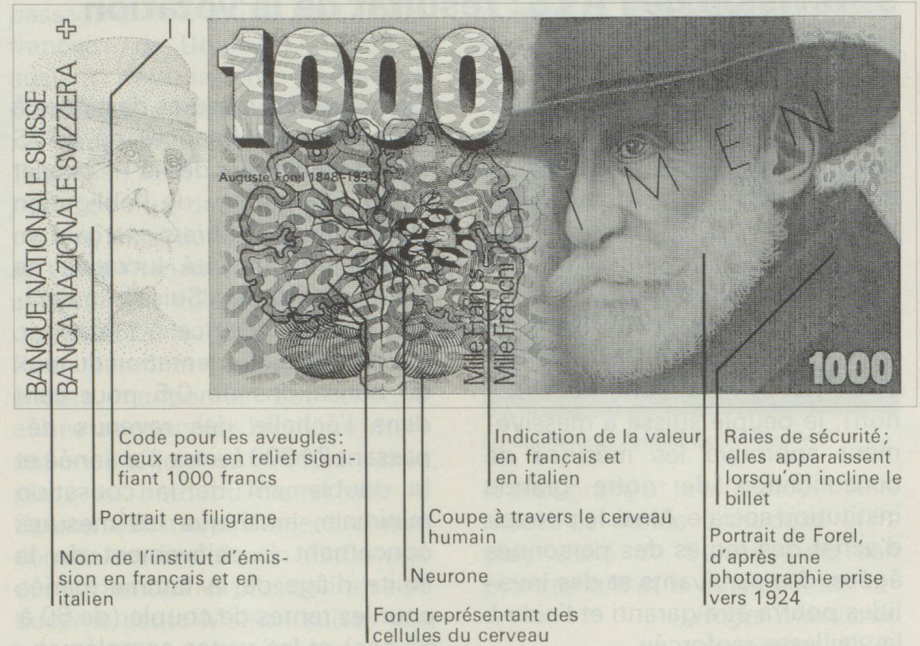 BANQUE NATIONALE SUISSE
BANCA NAZIONALE SVIZZERA
1000
Auguste Forel 1848–1931
IMEN
Mille Francs
Mille Franchi
1000
Code pour les aveugles:
deux traits en relief signi-
fiant 1000 francs
Portrait en filigrane
Nom de l'Institut d'émis-
sion en français et en
italien
Indication de la valeur
en français et
en italien
Coupe à travers le cerveau
humain
Neurone
Fond représentant des
cellules du cerveau
Raies de sécurité;
elles apparaissent
lorsqu'on incline le
billet
Portrait de Forel,
d'après une
photographie prise
vers 1924